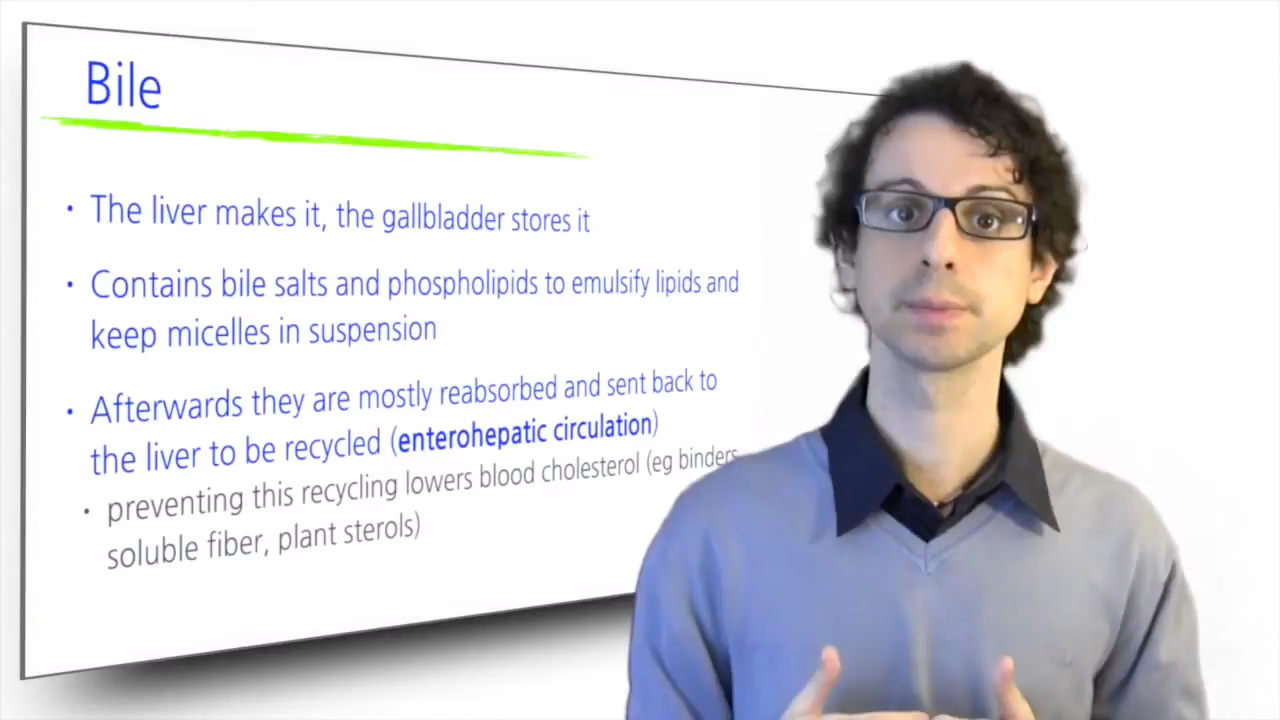 Bile
• The liver makes it, the gallbladder stores it
• Contains bile salts and phospholipids to emulsify lipids and
keep micelles in suspension
• Afterwards they are mostly reabsorbed and sent back to
the liver to be recycled (enterohepatic circulation)
• preventing this recycling lowers blood cholesterol (eg binders
soluble fiber, plant sterols)